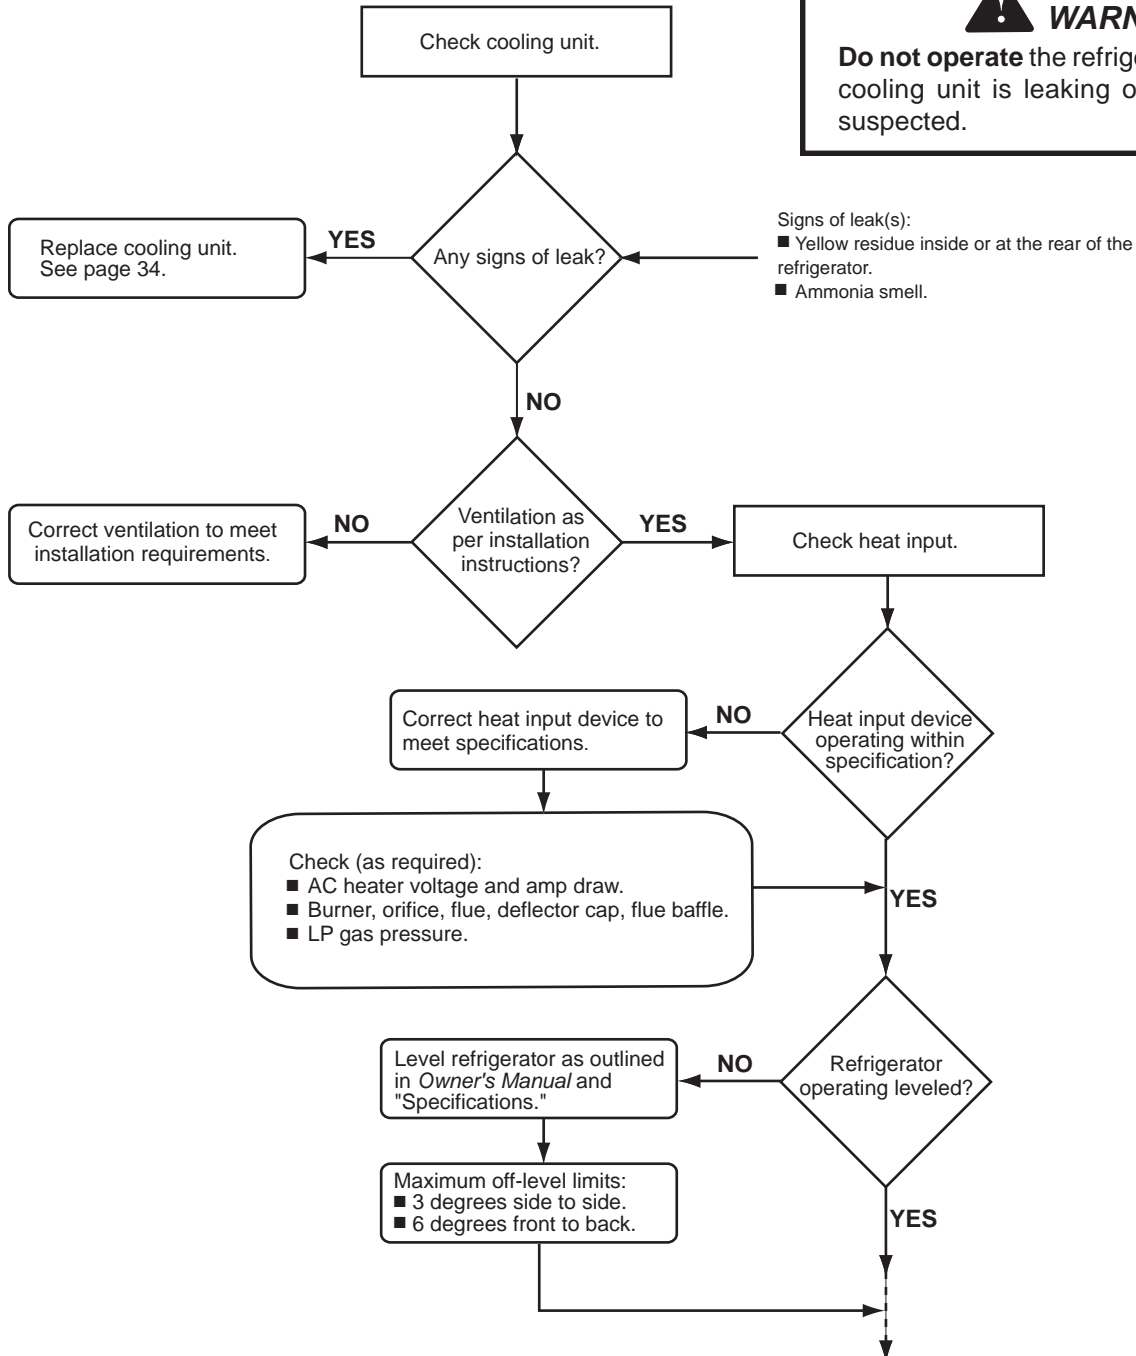 Check cooling unit.
WARN
Do not operate the refrige
cooling unit is leaking o
suspected.
Signs of leak(s):
■ Yellow residue inside or at the rear of the
refrigerator.
■ Ammonia smell.
Any signs of leak?
YES
Replace cooling unit.
See page 34.
NO
Ventilation as
per installation
instructions?
NO
Correct ventilation to meet
installation requirements.
YES
Check heat input.
Heat input device
operating within
specification?
NO
Correct heat input device to
meet specifications.
Check (as required):
■ AC heater voltage and amp draw.
■ Burner, orifice, flue, deflector cap, flue baffle.
■ LP gas pressure.
YES
Refrigerator
operating leveled?
NO
Level refrigerator as outlined
in Owner's Manual and
"Specifications."
Maximum off-level limits:
■ 3 degrees side to side.
■ 6 degrees front to back.
YES